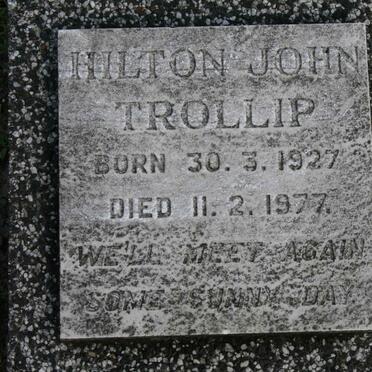 HILTON JOHN
TROLLIP
BORN 30. 3. 1927
DIED 11. 2. 1977.
WE'LL MEET AGAIN
SOME SUNNY DAY